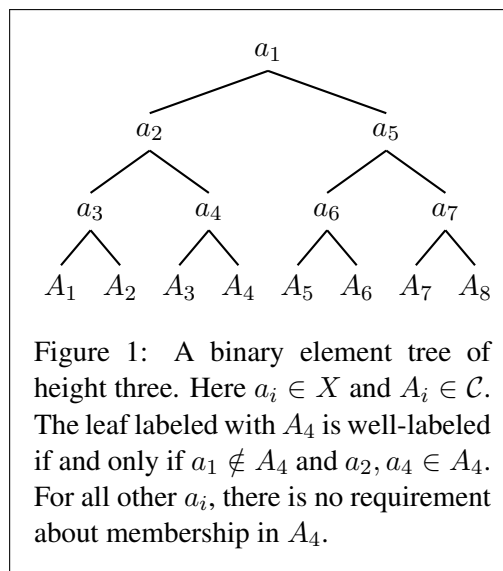 a₁
a₂ a₅
a₃ a₄ a₆ a₇
A₁ A₂ A₃ A₄ A₅ A₆ A₇ A₈
Figure 1: A binary element tree of
height three. Here aᵢ ∈ X and Aᵢ ∈ 𝒞.
The leaf labeled with A₄ is well-labeled
if and only if a₁ ∉ A₄ and a₂, a₄ ∈ A₄.
For all other aᵢ, there is no requirement
about membership in A₄.